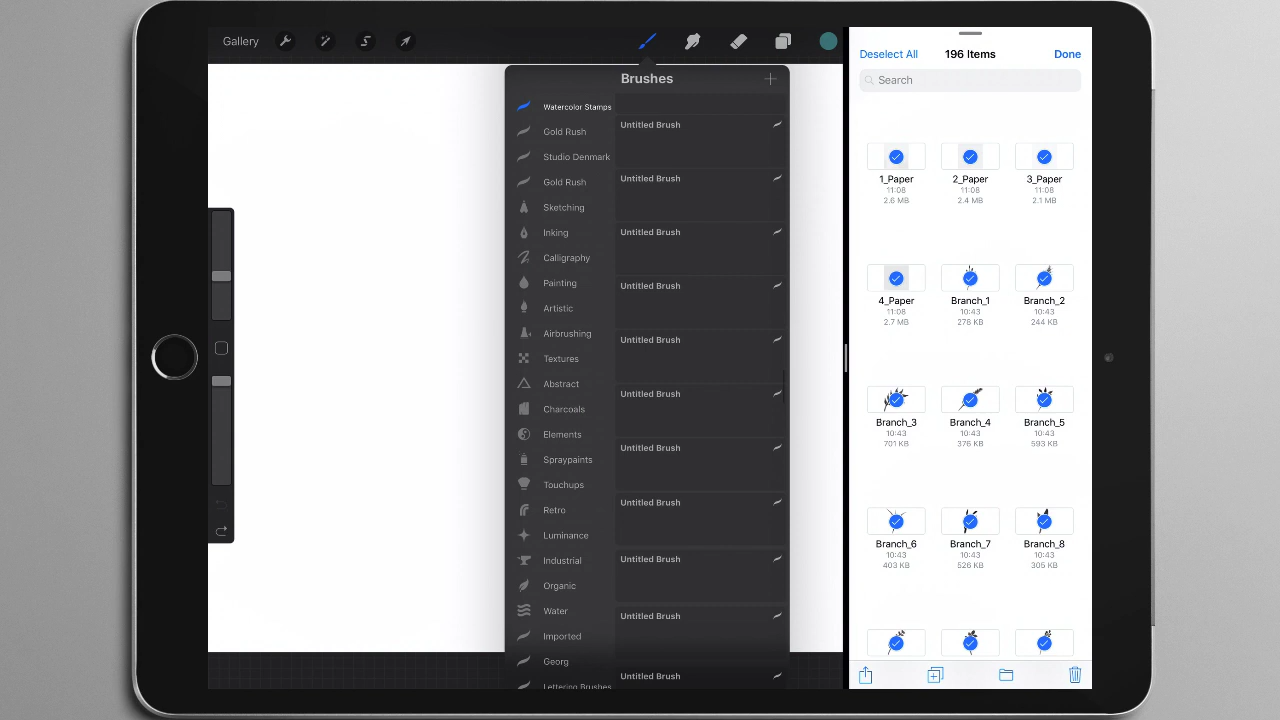 Gallery
Brushes
Watercolor Stamps
Gold Rush
Studio Denmark
Gold Rush
Sketching
Inking
Calligraphy
Painting
Artistic
Airbrushing
Textures
Abstract
Charcoals
Elements
Spraypaints
Touchups
Retro
Luminance
Industrial
Organic
Water
Imported
Georg
Lettering Brushes
Untitled Brush
Untitled Brush
Untitled Brush
Untitled Brush
Untitled Brush
Untitled Brush
Untitled Brush
Untitled Brush
Untitled Brush
Untitled Brush
Untitled Brush
Deselect All 196 Items Done
Search
1_Paper 2_Paper 3_Paper
11:08 11:08 11:08
2.6 MB 2.4 MB 2.1 MB
4_Paper Branch_1 Branch_2
11:08 10:43 10:43
2.7 MB 278 KB 244 KB
Branch_3 Branch_4 Branch_5
10:43 10:43 10:43
701 KB 376 KB 593 KB
Branch_6 Branch_7 Branch_8
10:43 10:43 10:43
403 KB 526 KB 305 KB